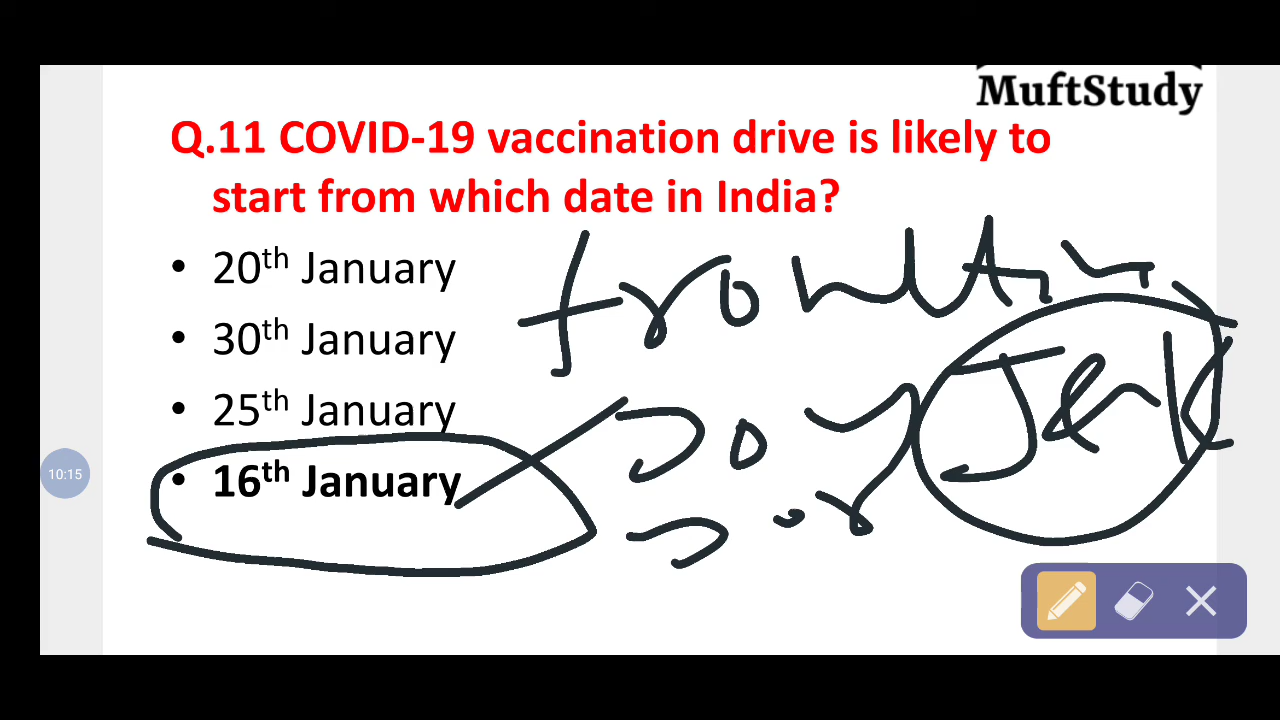 MuftStudy
Q.11 COVID-19 vaccination drive is likely to
start from which date in India?
• 20th January
• 30th January
• 25th January
• 16th January
10:15